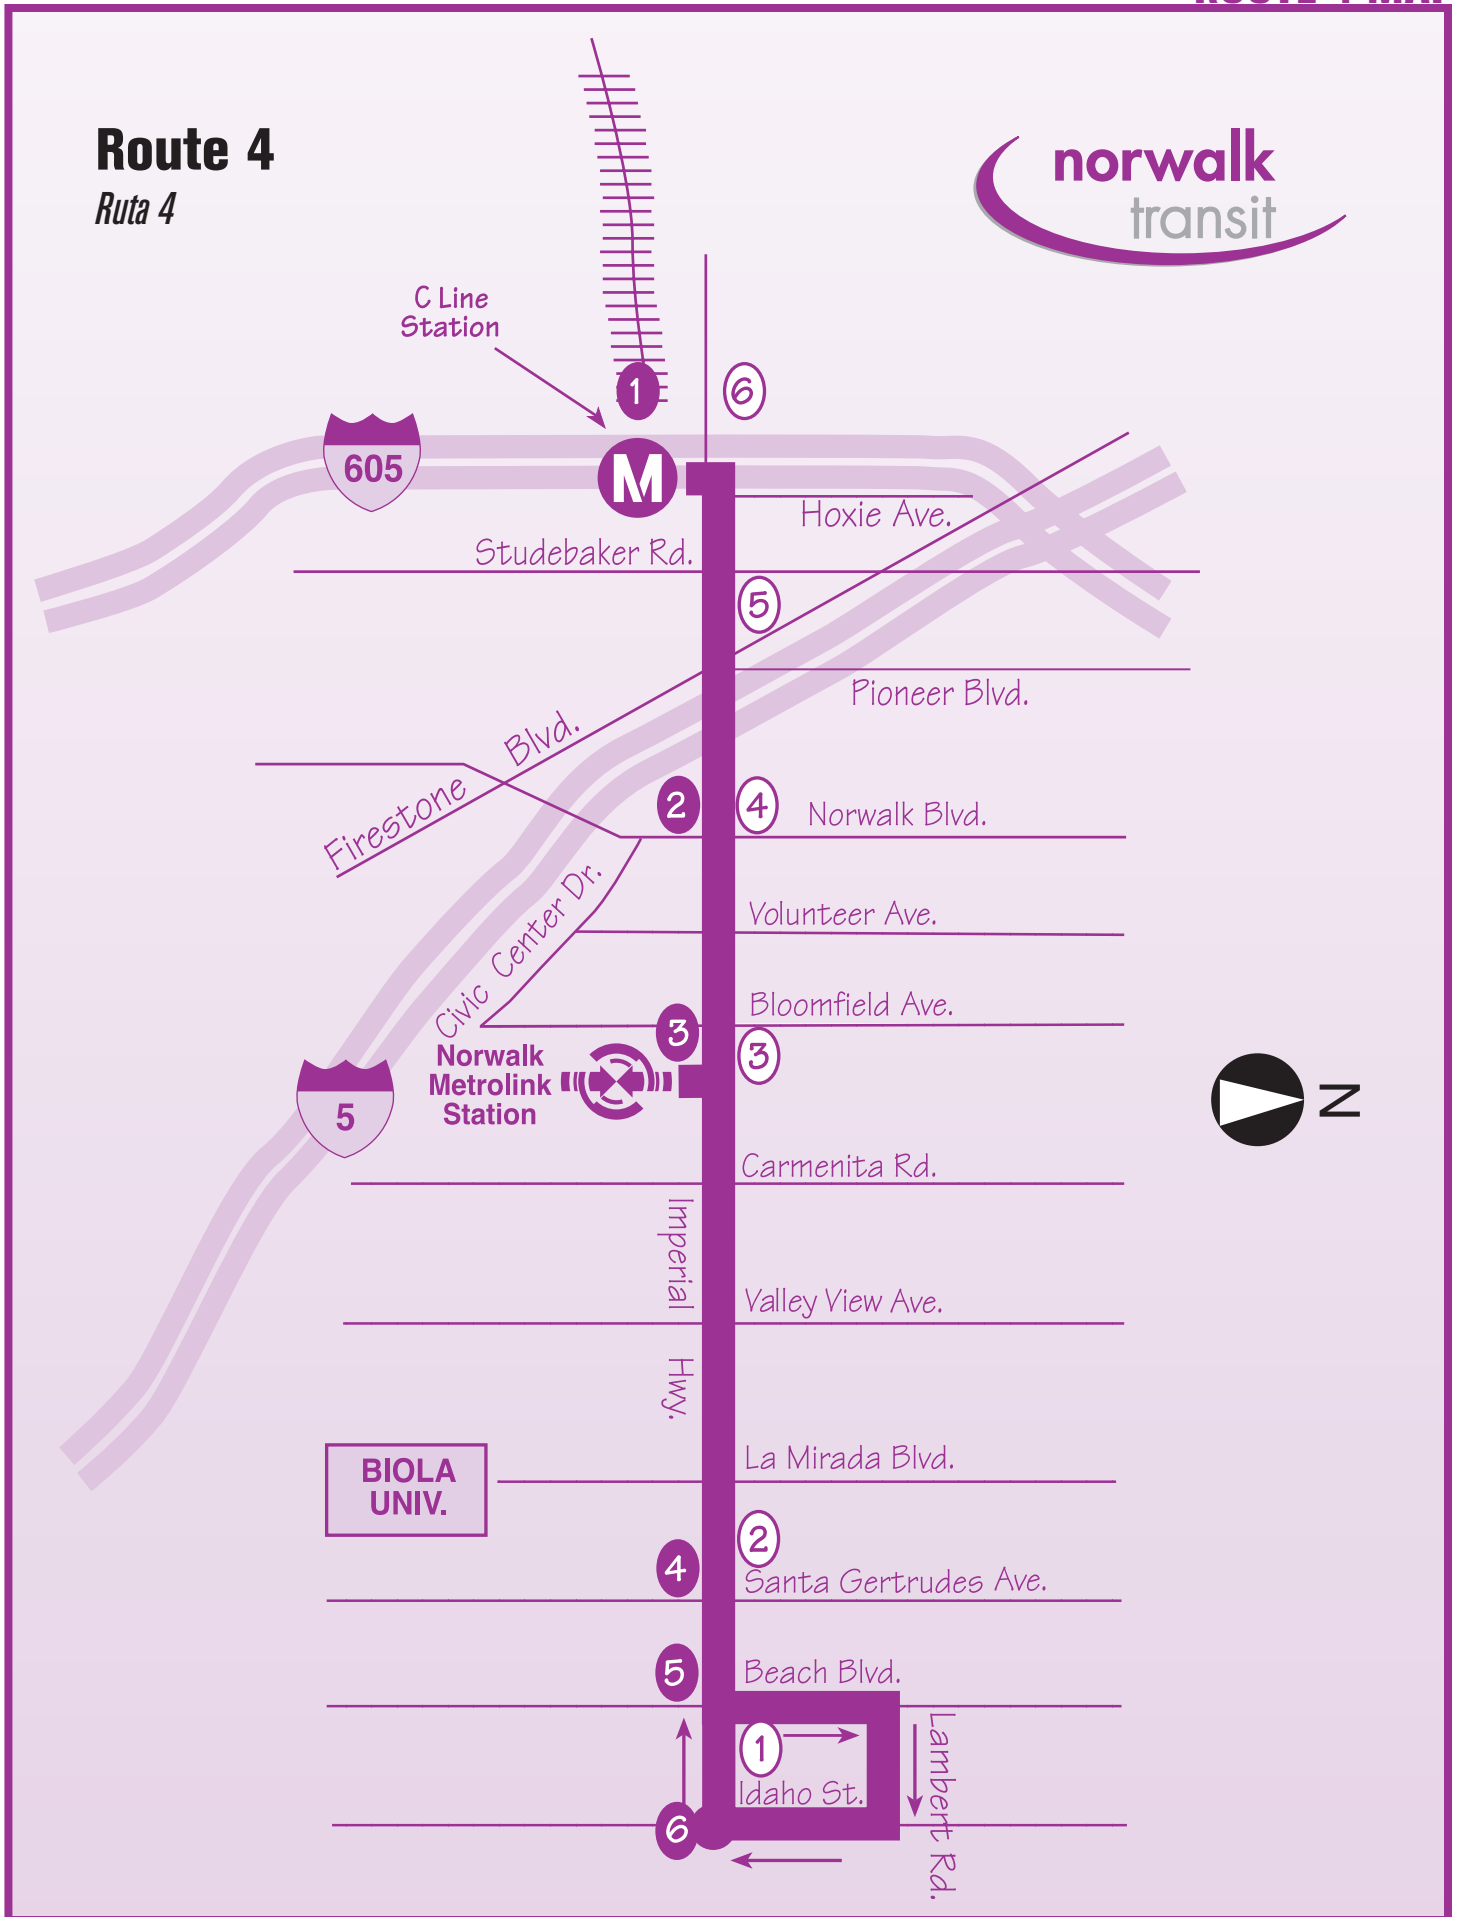 Route 4
Ruta 4
norwalk
transit
C Line
Station
1
6
605
M
Hoxie Ave.
Studebaker Rd.
5
Pioneer Blvd.
Firestone Blvd.
2
4
Norwalk Blvd.
Civic Center Dr.
Volunteer Ave.
Bloomfield Ave.
3
3
Norwalk
Metrolink
Station
5
N
Carmenita Rd.
Imperial Hwy.
Valley View Ave.
La Mirada Blvd.
BIOLA
UNIV.
2
4
Santa Gertrudes Ave.
5
Beach Blvd.
1
Idaho St.
Lambert Rd.
6